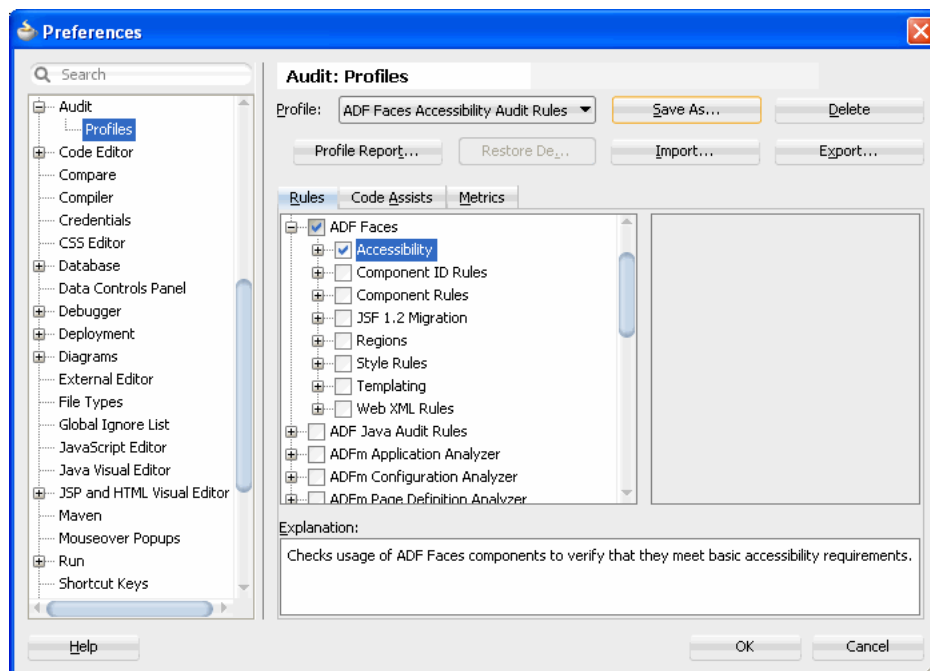 Preferences
Search
Audit
Profiles
Code Editor
Compare
Compiler
Credentials
CSS Editor
Database
Data Controls Panel
Debugger
Deployment
Diagrams
External Editor
File Types
Global Ignore List
JavaScript Editor
Java Visual Editor
JSP and HTML Visual Editor
Maven
Mouseover Popups
Run
Shortcut Keys
Audit: Profiles
Profile: ADF Faces Accessibility Audit Rules Save As... Delete
Profile Report... Restore De... Import... Export...
Rules Code Assists Metrics
ADF Faces
Accessibility
Component ID Rules
Component Rules
JSF 1.2 Migration
Regions
Style Rules
Templating
Web XML Rules
ADF Java Audit Rules
ADFm Application Analyzer
ADFm Configuration Analyzer
ADFm Page Definition Analyzer
Explanation:
Checks usage of ADF Faces components to verify that they meet basic accessibility requirements.
Help OK Cancel